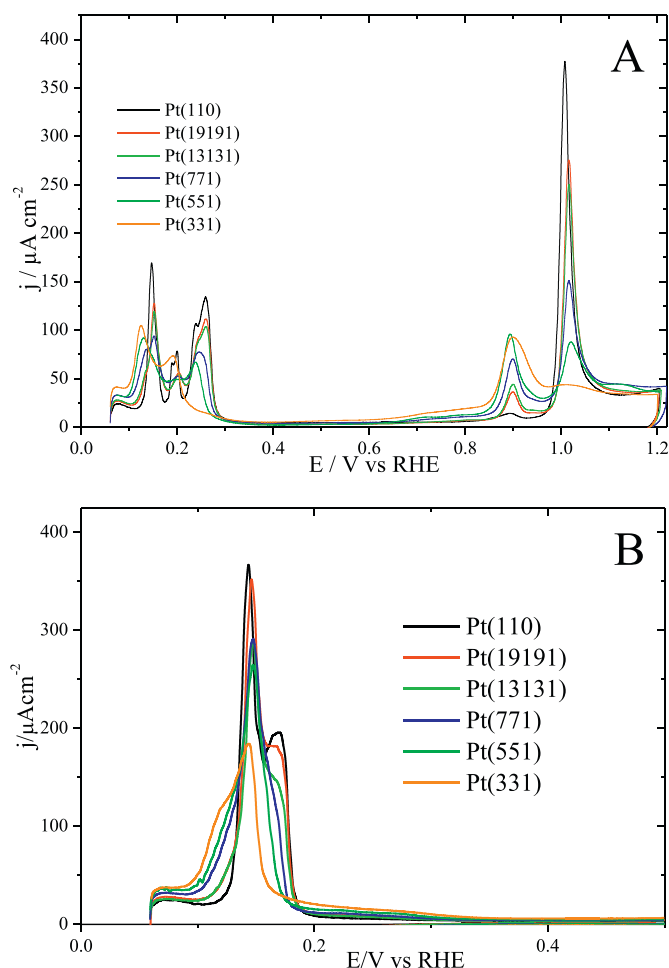 A
400
350
300
250
200
150
100
50
0
j / µA cm-2
Pt(110)
Pt(19191)
Pt(13131)
Pt(771)
Pt(551)
Pt(331)
0.0 0.2 0.4 0.6 0.8 1.0 1.2
E / V vs RHE
B
400
300
200
100
0
j/µAcm-2
Pt(110)
Pt(19191)
Pt(13131)
Pt(771)
Pt(551)
Pt(331)
0.0 0.2 0.4
E/V vs RHE